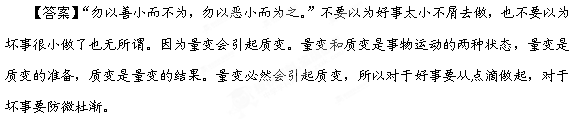 【答案】“勿以善小而不为，勿以恶小而为之。”不要以为好事太小不屑去做，也不要以为
坏事很小做了也无所谓。因为量变会引起质变。量变和质变是事物运动的两种状态，量变是
质变的准备，质变是量变的结果。量变必然会引起质变，所以对于好事要从点滴做起，对于
坏事要防微杜渐。